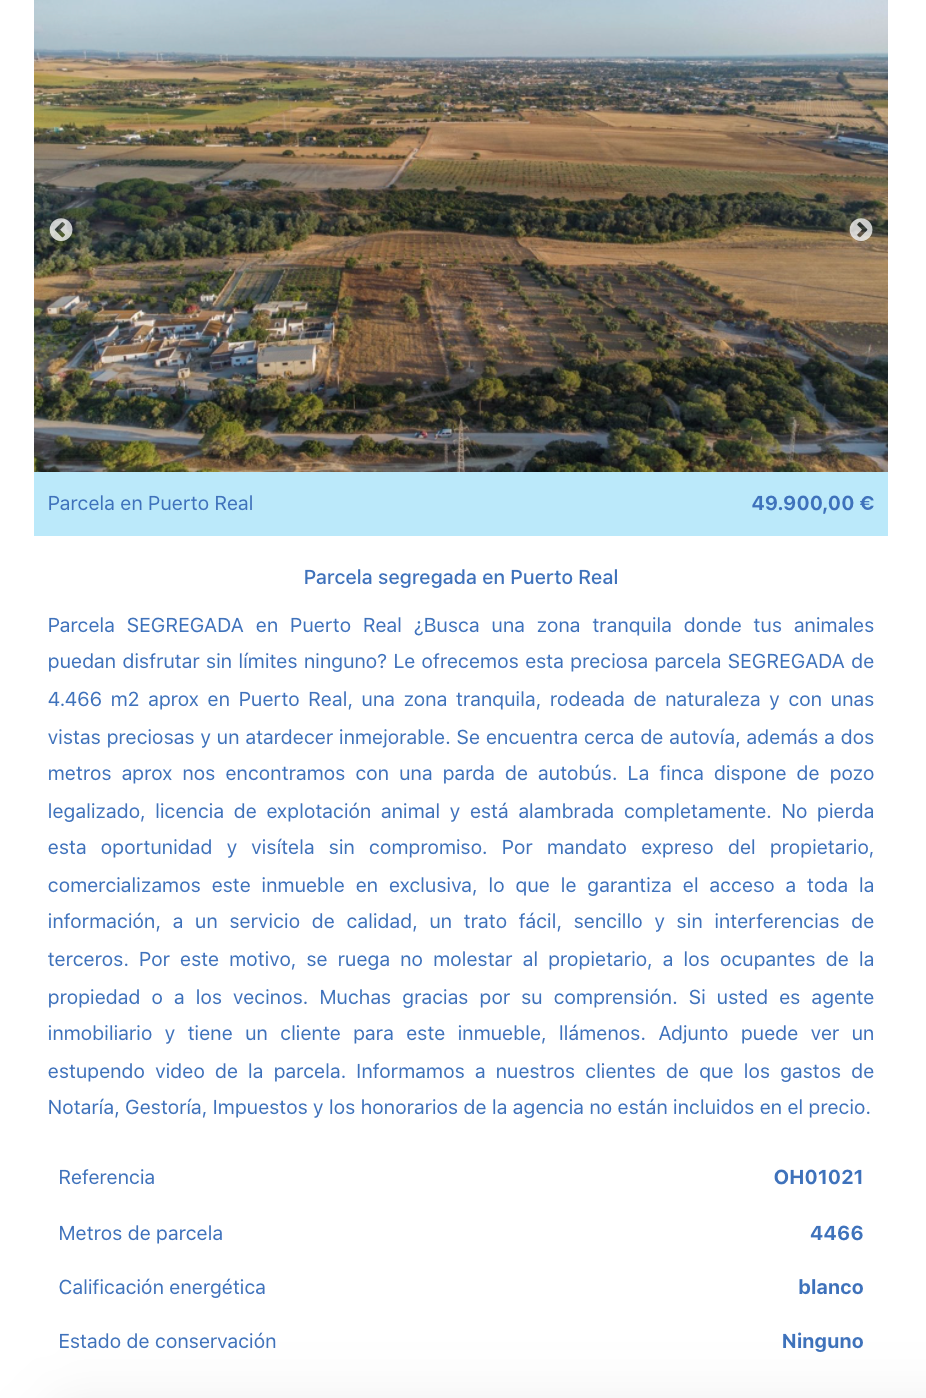 Parcela en Puerto Real 49.900,00 €
Parcela segregada en Puerto Real
Parcela SEGREGADA en Puerto Real ¿Busca una zona tranquila donde tus animales
puedan disfrutar sin límites ninguno? Le ofrecemos esta preciosa parcela SEGREGADA de
4.466 m2 aprox en Puerto Real, una zona tranquila, rodeada de naturaleza y con unas
vistas preciosas y un atardecer inmejorable. Se encuentra cerca de autovía, además a dos
metros aprox nos encontramos con una parda de autobús. La finca dispone de pozo
legalizado, licencia de explotación animal y está alambrada completamente. No pierda
esta oportunidad y visítela sin compromiso. Por mandato expreso del propietario,
comercializamos este inmueble en exclusiva, lo que le garantiza el acceso a toda la
información, a un servicio de calidad, un trato fácil, sencillo y sin interferencias de
terceros. Por este motivo, se ruega no molestar al propietario, a los ocupantes de la
propiedad o a los vecinos. Muchas gracias por su comprensión. Si usted es agente
inmobiliario y tiene un cliente para este inmueble, llámenos. Adjunto puede ver un
estupendo video de la parcela. Informamos a nuestros clientes de que los gastos de
Notaría, Gestoría, Impuestos y los honorarios de la agencia no están incluidos en el precio.
Referencia OH01021
Metros de parcela 4466
Calificación energética blanco
Estado de conservación Ninguno